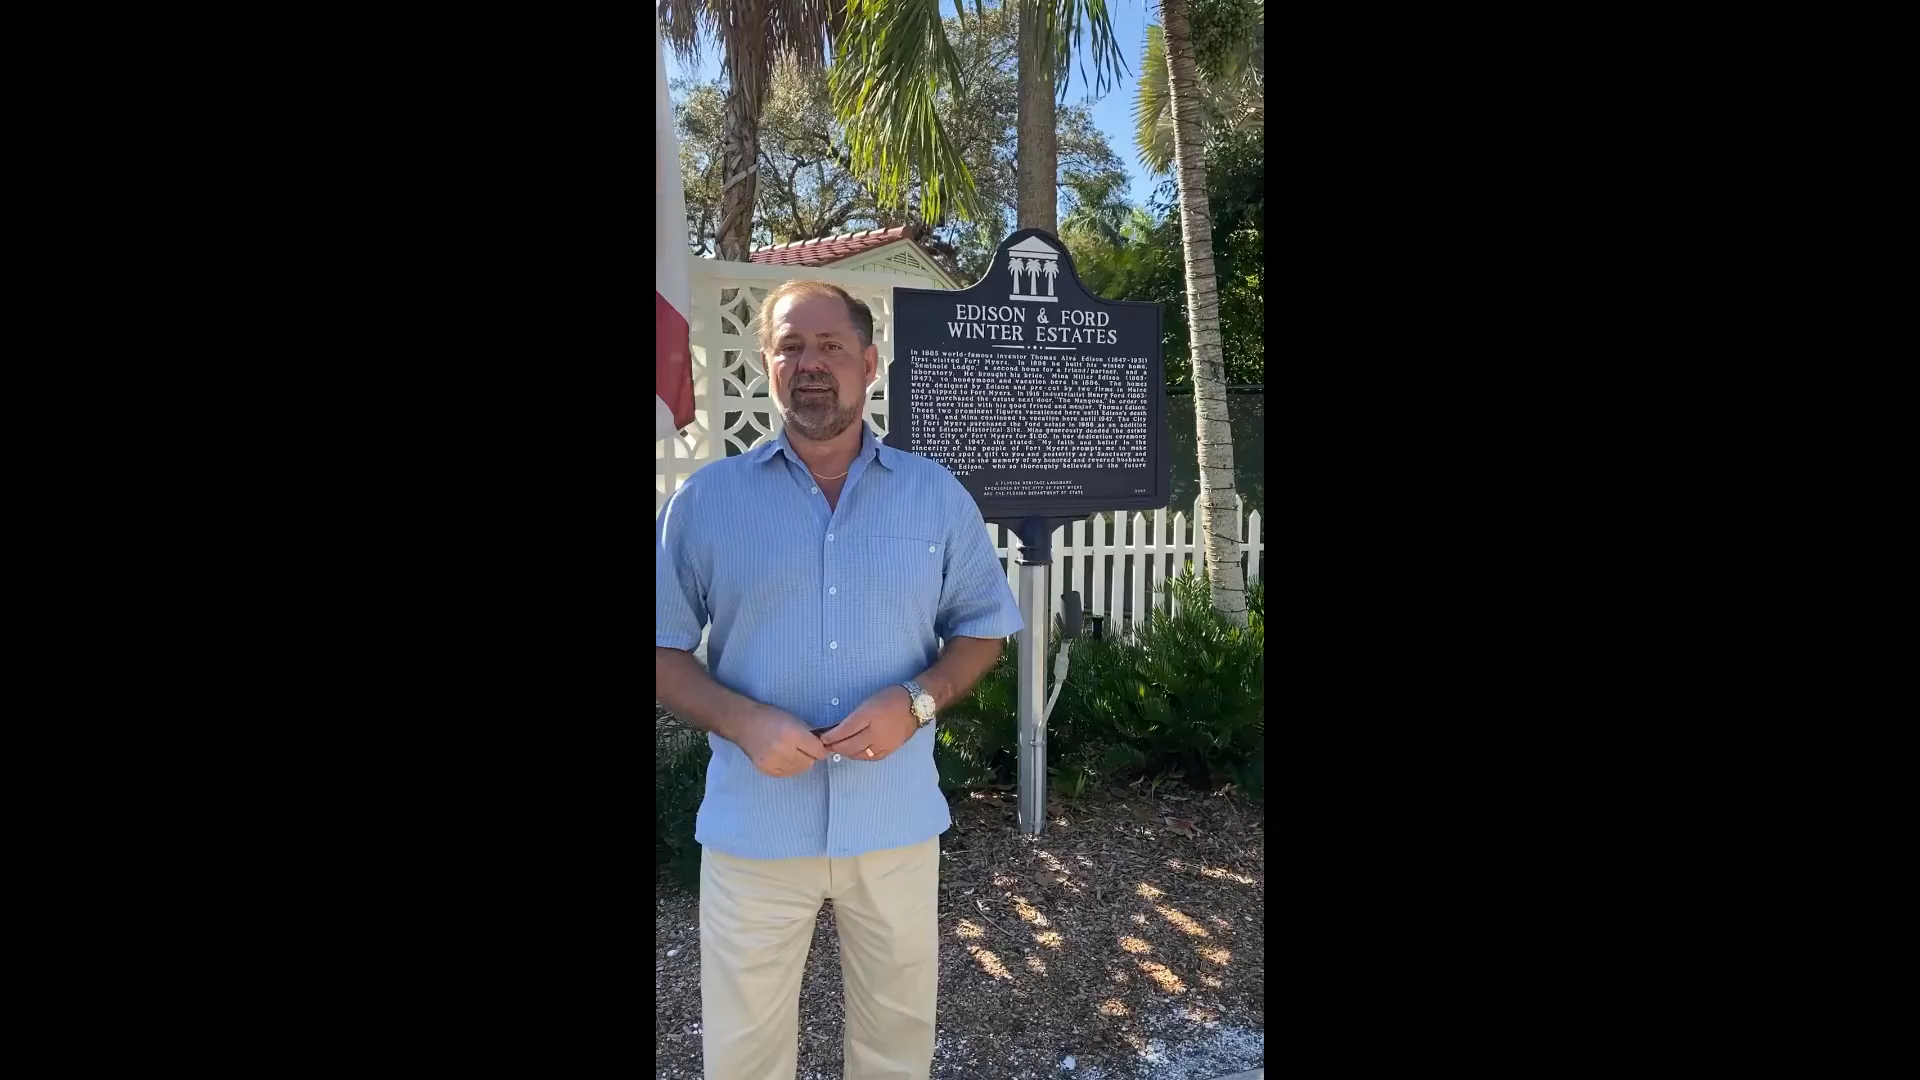 EDISON & FORD
WINTER ESTATES
In 1885 world-famous inventor Thomas Alva Edison (1847-1931)
first visited Fort Myers. In 1886 he built his winter home,
"Seminole Lodge," a second home for a friend/partner, and a
laboratory. He brought his bride, Mina Miller Edison (1865-
1947), to honeymoon and vacation here in 1886. The homes
were designed by Edison and pre-cut by two firms in Maine
and shipped to Fort Myers. In 1916 industrialist Henry Ford (1863-
1947) purchased the estate next door, "The Mangoes," in order to
spend more time with his good friend and mentor, Thomas Edison.
These two prominent figures vacationed here until Edison's death
in 1931, and Mina continued to vacation here until 1947. The City
of Fort Myers purchased the Ford estate in 1988 as an addition
to the Edison Historical Site. Mina generously deeded the estate
to the City of Fort Myers for $1.00. In her dedication ceremony
on March 6, 1947, she stated: "My faith and belief in the
sincerity of the people of Fort Myers prompts me to make
this sacred spot a gift to you and posterity as a Sanctuary and
Park in the memory of my honored and revered husband,
A. Edison, who so thoroughly believed in the future
A FLORIDA HERITAGE LANDMARK
SPONSORED BY THE CITY OF FORT MYERS
AND THE FLORIDA DEPARTMENT OF STATE